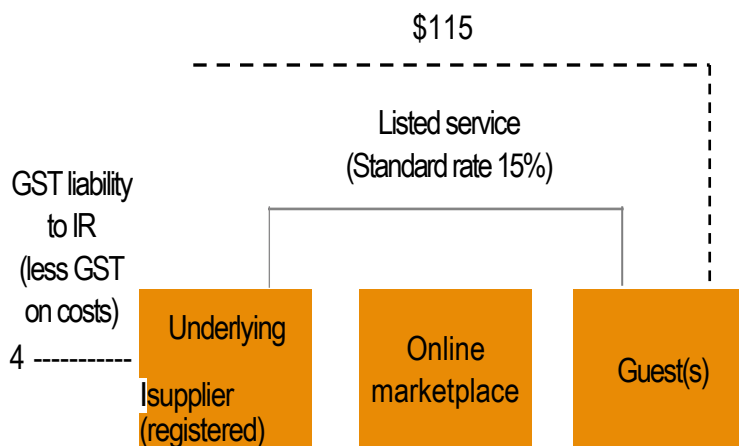 $115
Listed service
(Standard rate 15%)
GST liability
to IR
(less GST
on costs)
4 -----------
Underlying
Isupplier
(registered)
Online
marketplace
Guest(s)